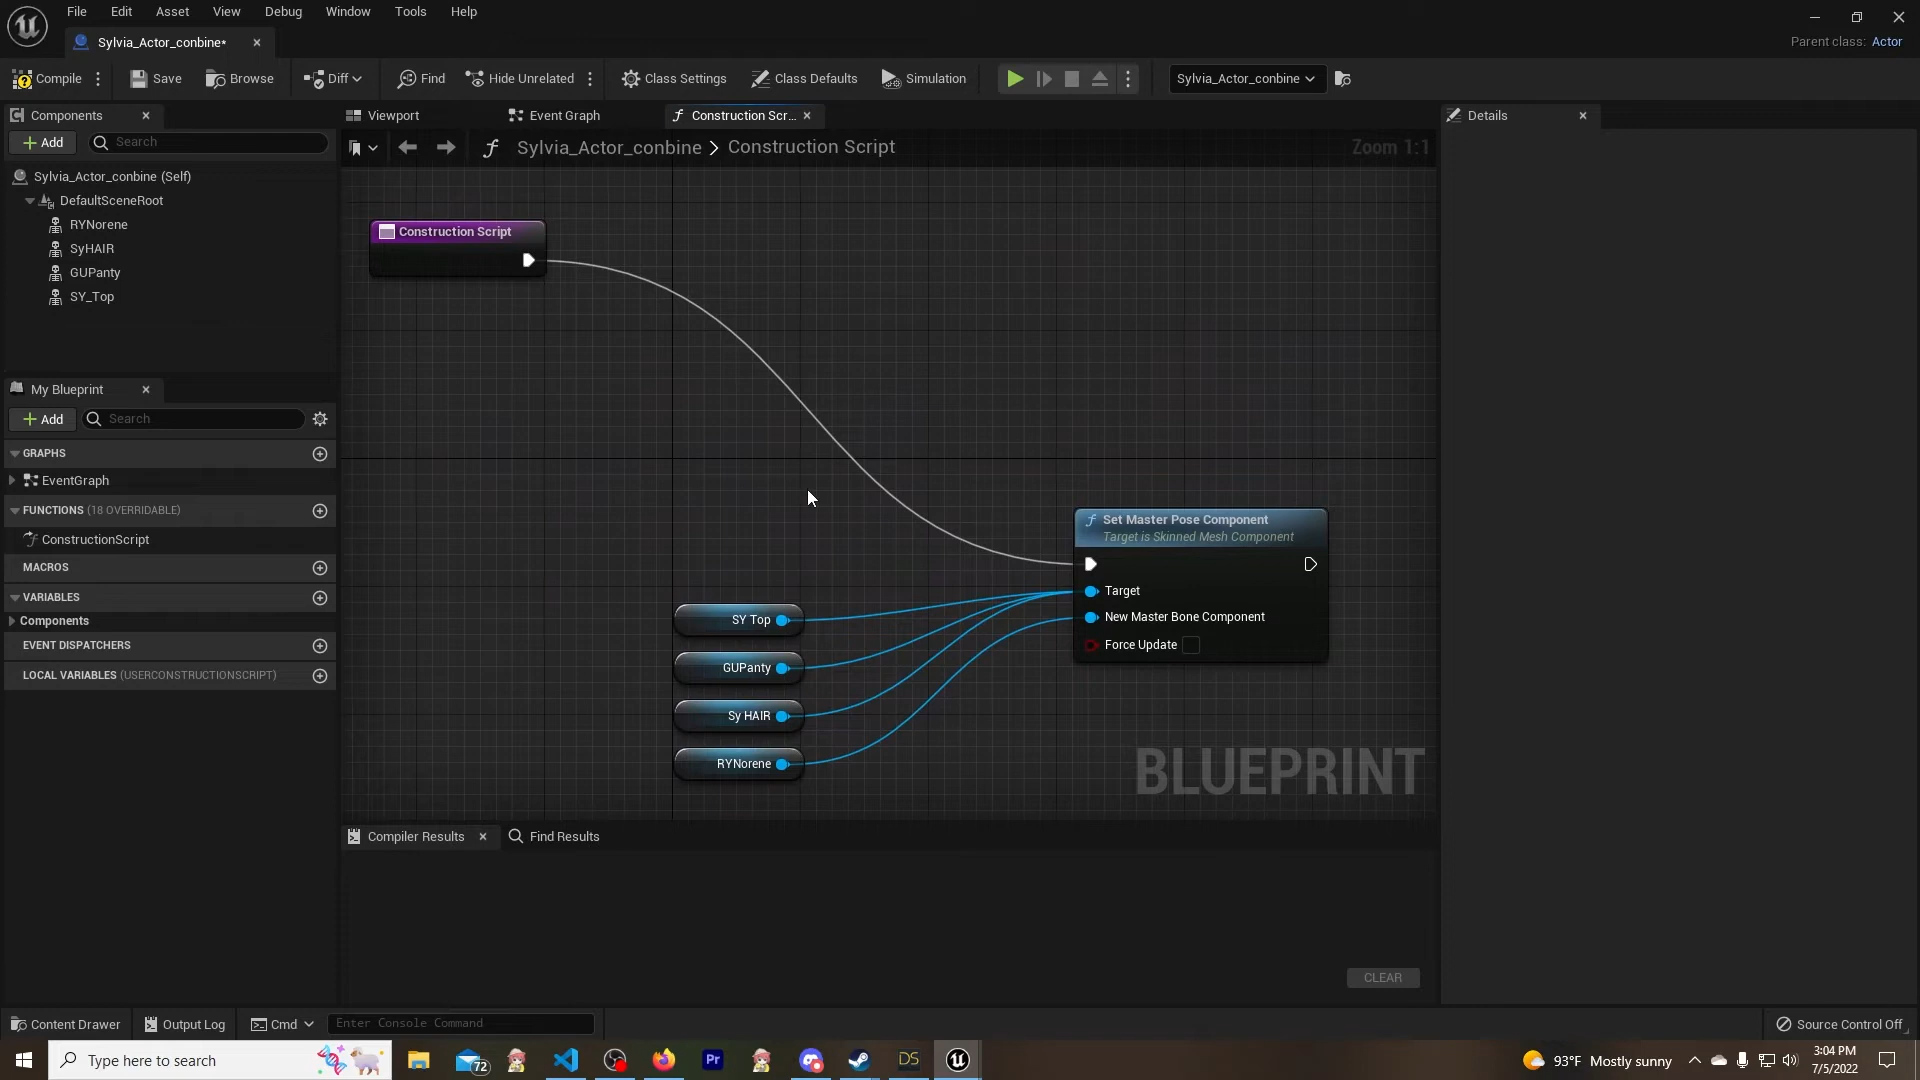 File Edit Asset View Debug Window Tools Help
Sylvia_Actor_conbine*
Parent class: Actor
Compile Save Browse Diff Find Hide Unrelated Class Settings Class Defaults Simulation Sylvia_Actor_conbine
Components
Add Search
Sylvia_Actor_conbine (Self)
DefaultSceneRoot
RYNorene
SyHAIR
GUPanty
SY_Top
My Blueprint
Add Search
GRAPHS
EventGraph
FUNCTIONS (18 OVERRIDABLE)
ConstructionScript
MACROS
VARIABLES
Components
EVENT DISPATCHERS
LOCAL VARIABLES (USERCONSTRUCTIONSCRIPT)
Viewport Event Graph Construction Scr...
Sylvia_Actor_conbine > Construction Script Zoom 1:1
Construction Script
Set Master Pose Component
Target is Skinned Mesh Component
Target
New Master Bone Component
Force Update
SY Top
GUPanty
Sy HAIR
RYNorene
BLUEPRINT
Compiler Results Find Results
CLEAR
Details
Content Drawer Output Log Cmd Enter Console Command Source Control Off
Type here to search 72 Pr DS 93°F Mostly sunny 3:04 PM
7/5/2022